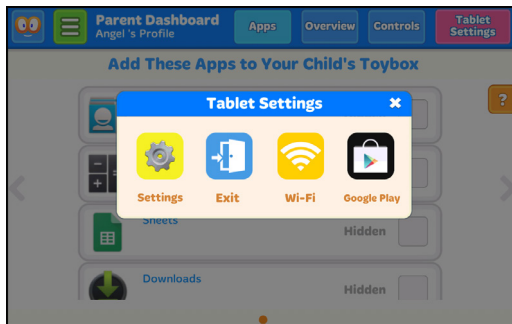 Parent Dashboard
Angel 's Profile
Apps
Overview
Controls
Tablet
Settings
Add These Apps to Your Child's Toybox
?
Tablet Settings
Settings
Exit
Wi-Fi
Google Play
Sheets
Hidden
Downloads
Hidden